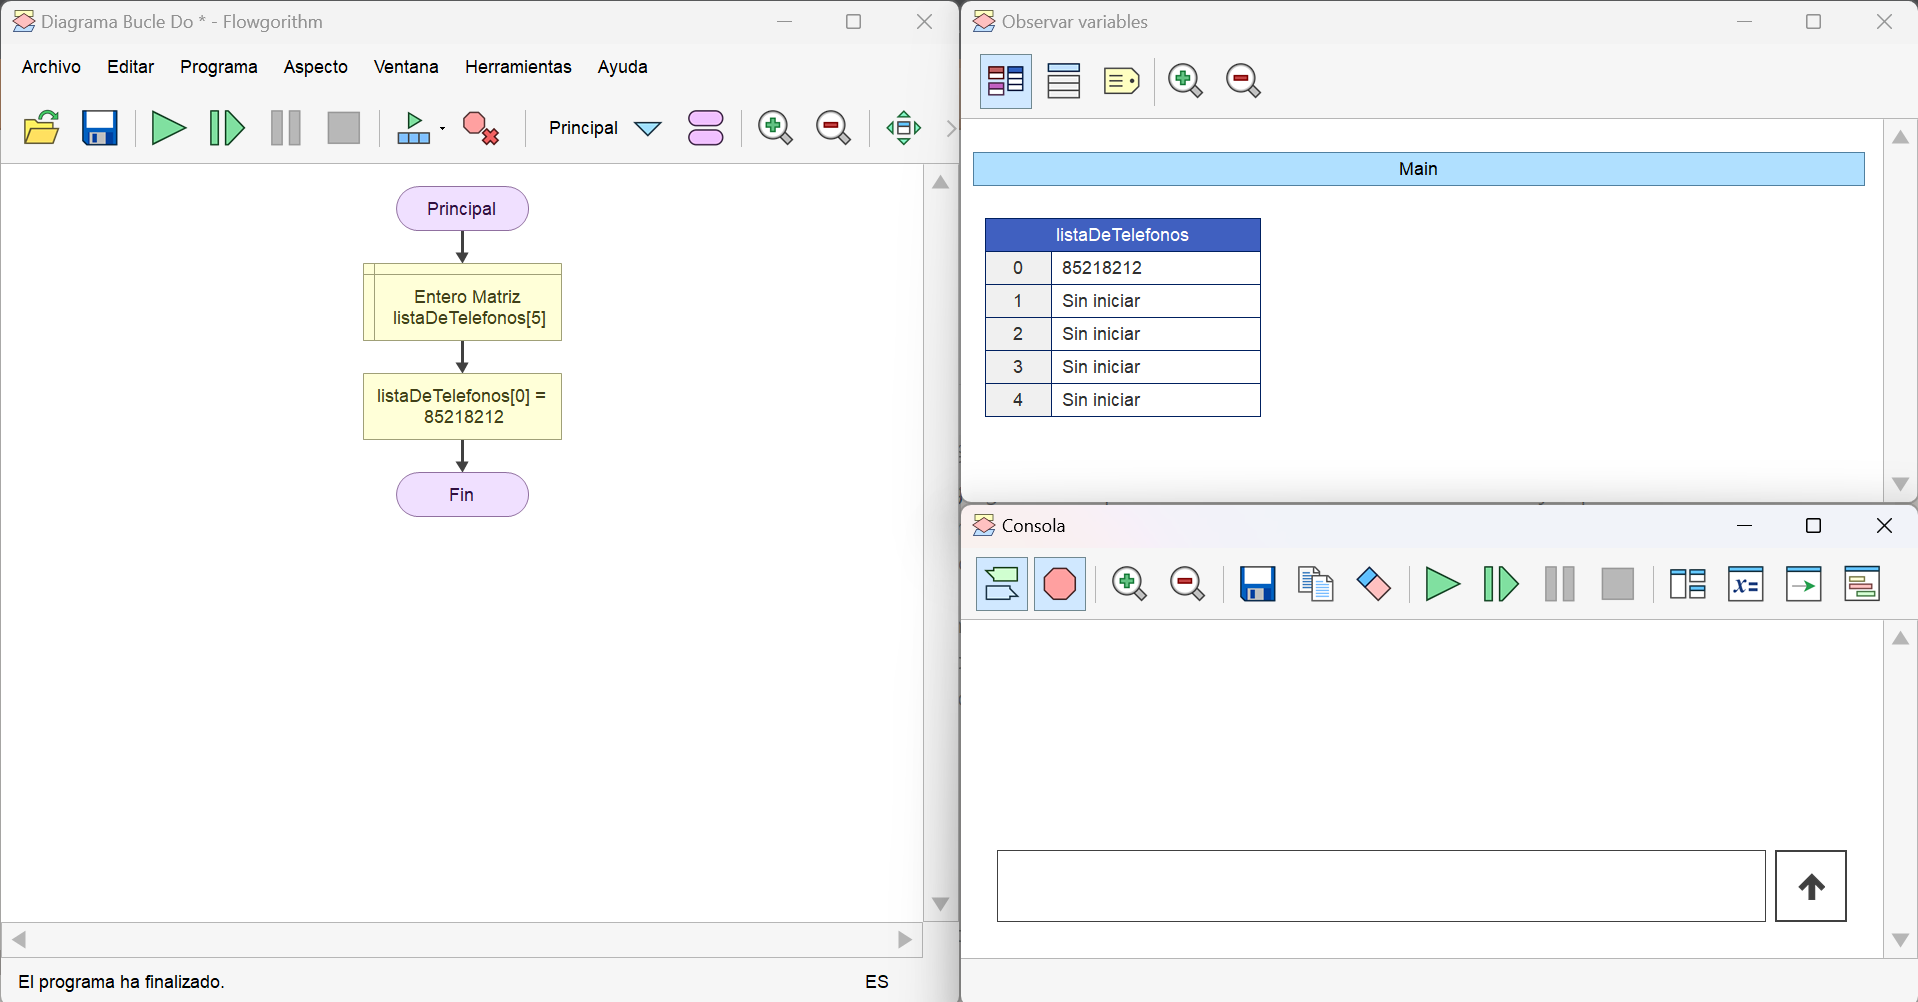 Diagrama Bucle Do * - Flowgorithm
Archivo Editar Programa Aspecto Ventana Herramientas Ayuda
Principal
Principal
Entero Matriz
listaDeTelefonos[5]
listaDeTelefonos[0] =
85218212
Fin
El programa ha finalizado. ES
Observar variables
Main
listaDeTelefonos
0 85218212
1 Sin iniciar
2 Sin iniciar
3 Sin iniciar
4 Sin iniciar
Consola
x=